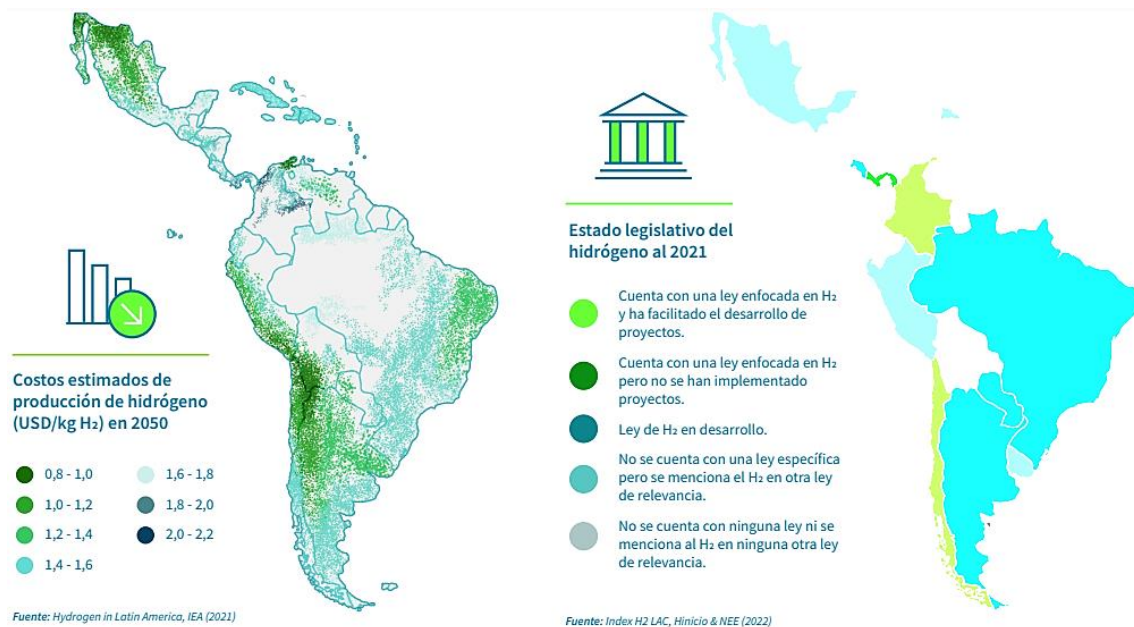 Costos estimados de
producción de hidrógeno
(USD/kg H₂) en 2050
0,8 - 1,0
1,0 - 1,2
1,2 - 1,4
1,4 - 1,6
1,6 - 1,8
1,8 - 2,0
2,0 - 2,2
Fuente: Hydrogen in Latin America, IEA (2021)
Estado legislativo del
hidrógeno al 2021
Cuenta con una ley enfocada en H₂
y ha facilitado el desarrollo de
proyectos.
Cuenta con una ley enfocada en H₂
pero no se han implementado
proyectos.
Ley de H₂ en desarrollo.
No se cuenta con una ley específica
pero se menciona el H₂ en otra ley
de relevancia.
No se cuenta con ninguna ley ni se
menciona al H₂ en ninguna otra ley
de relevancia.
Fuente: Index H2 LAC, Hinicio & NEE (2022)